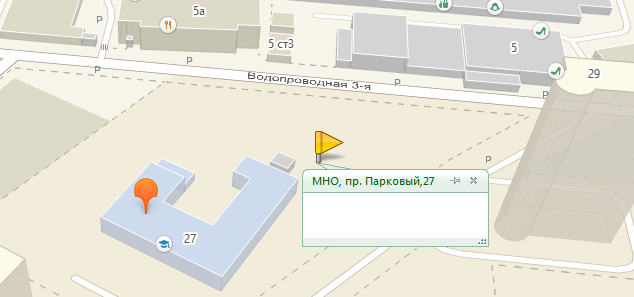 5а
5 ст3
5
29
P
P
P
P
P
P
Водопроводная 3-я
МНО, пр. Парковый,27
27